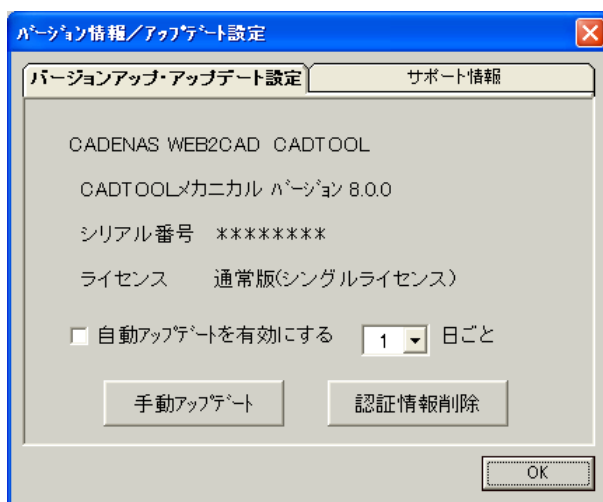 ﾊﾞｰｼﾞｮﾝ情報／ｱｯﾌﾟﾃﾞｰﾄ設定
バージョンアップ・アップデート設定 サポート情報
CADENAS WEB2CAD CADTOOL
CADTOOLメカニカル ﾊﾞｰｼﾞｮﾝ 8.0.0
シリアル番号 ********
ライセンス 通常版(シングルライセンス)
自動ｱｯﾌﾟﾃﾞｰﾄを有効にする 1 日ごと
手動ｱｯﾌﾟﾃﾞｰﾄ 認証情報削除
OK